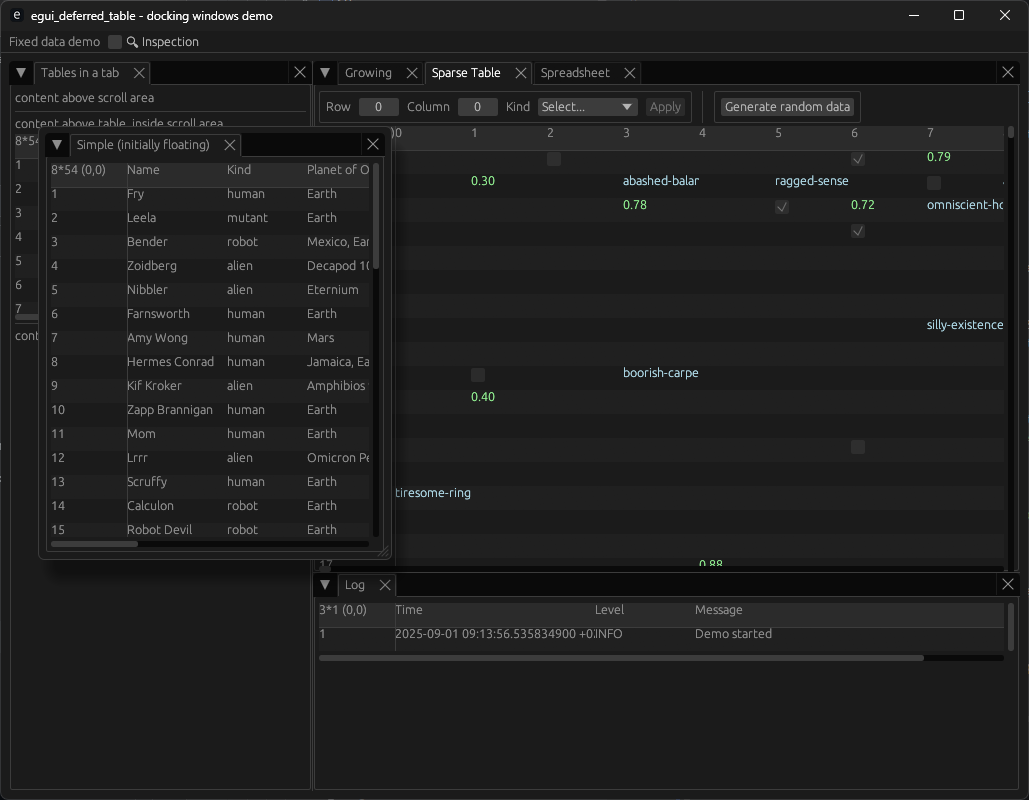 egui_deferred_table - docking windows demo
Fixed data demo Inspection
Tables in a tab
content above scroll area
content above table, inside scroll area
8*54
1
2
3
4
5
6
7
Simple (initially floating)
8*54 (0,0) Name Kind Planet of O
1 Fry human Earth
2 Leela mutant Earth
3 Bender robot Mexico, Ear
4 Zoidberg alien Decapod 10
5 Nibbler alien Eternium
6 Farnsworth human Earth
7 Amy Wong human Mars
8 Hermes Conrad human Jamaica, Ea
9 Kif Kroker alien Amphibios
10 Zapp Brannigan human Earth
11 Mom human Earth
12 Lrrr alien Omicron Pe
13 Scruffy human Earth
14 Calculon robot Earth
15 Robot Devil robot Earth
Growing Sparse Table Spreadsheet
Row 0 Column 0 Kind Select... Apply Generate random data
0 1 2 3 4 5 6 7
0.79
0.30 abashed-balar ragged-sense
0.78 0.72 omniscient-ho
silly-existence
boorish-carpe
0.40
tiresome-ring
17 0.88
Log
3*1 (0,0) Time Level Message
1 2025-09-01 09:13:56.535834900 +0 INFO Demo started